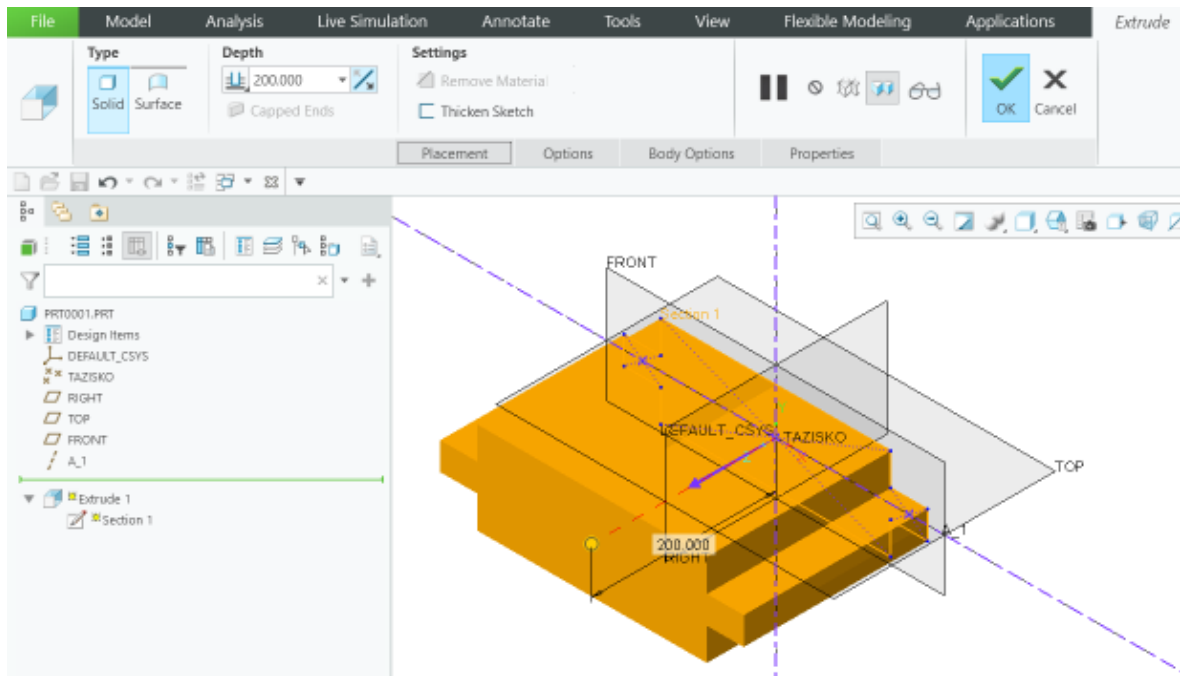 File Model Analysis Live Simulation Annotate Tools View Flexible Modeling Applications Extrude
Type Depth Settings
200.000 Remove Material
Solid Surface Capped Ends Thicken Sketch OK Cancel
Placement Options Body Options Properties
FRONT
Section 1
PRT0001.PRT
Design Items
DEFAULT_CSYS
TAZISKO
RIGHT
TOP
FRONT
A_1
Extrude 1
Section 1
DEFAULT_CSYS TAZISKO
TOP
A_1
200.000
RIGHT